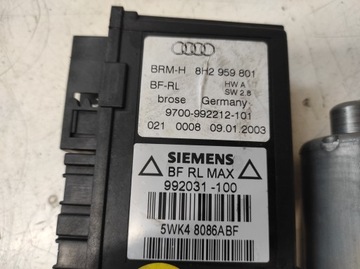 BRM-H 8H2 959 801
BF-RL HW A
SW 2.8
brose Germany
9700-992212-101
021 0008 09.01.2003
SIEMENS
BF RL MAX
992031-100
5WK4 8086ABF